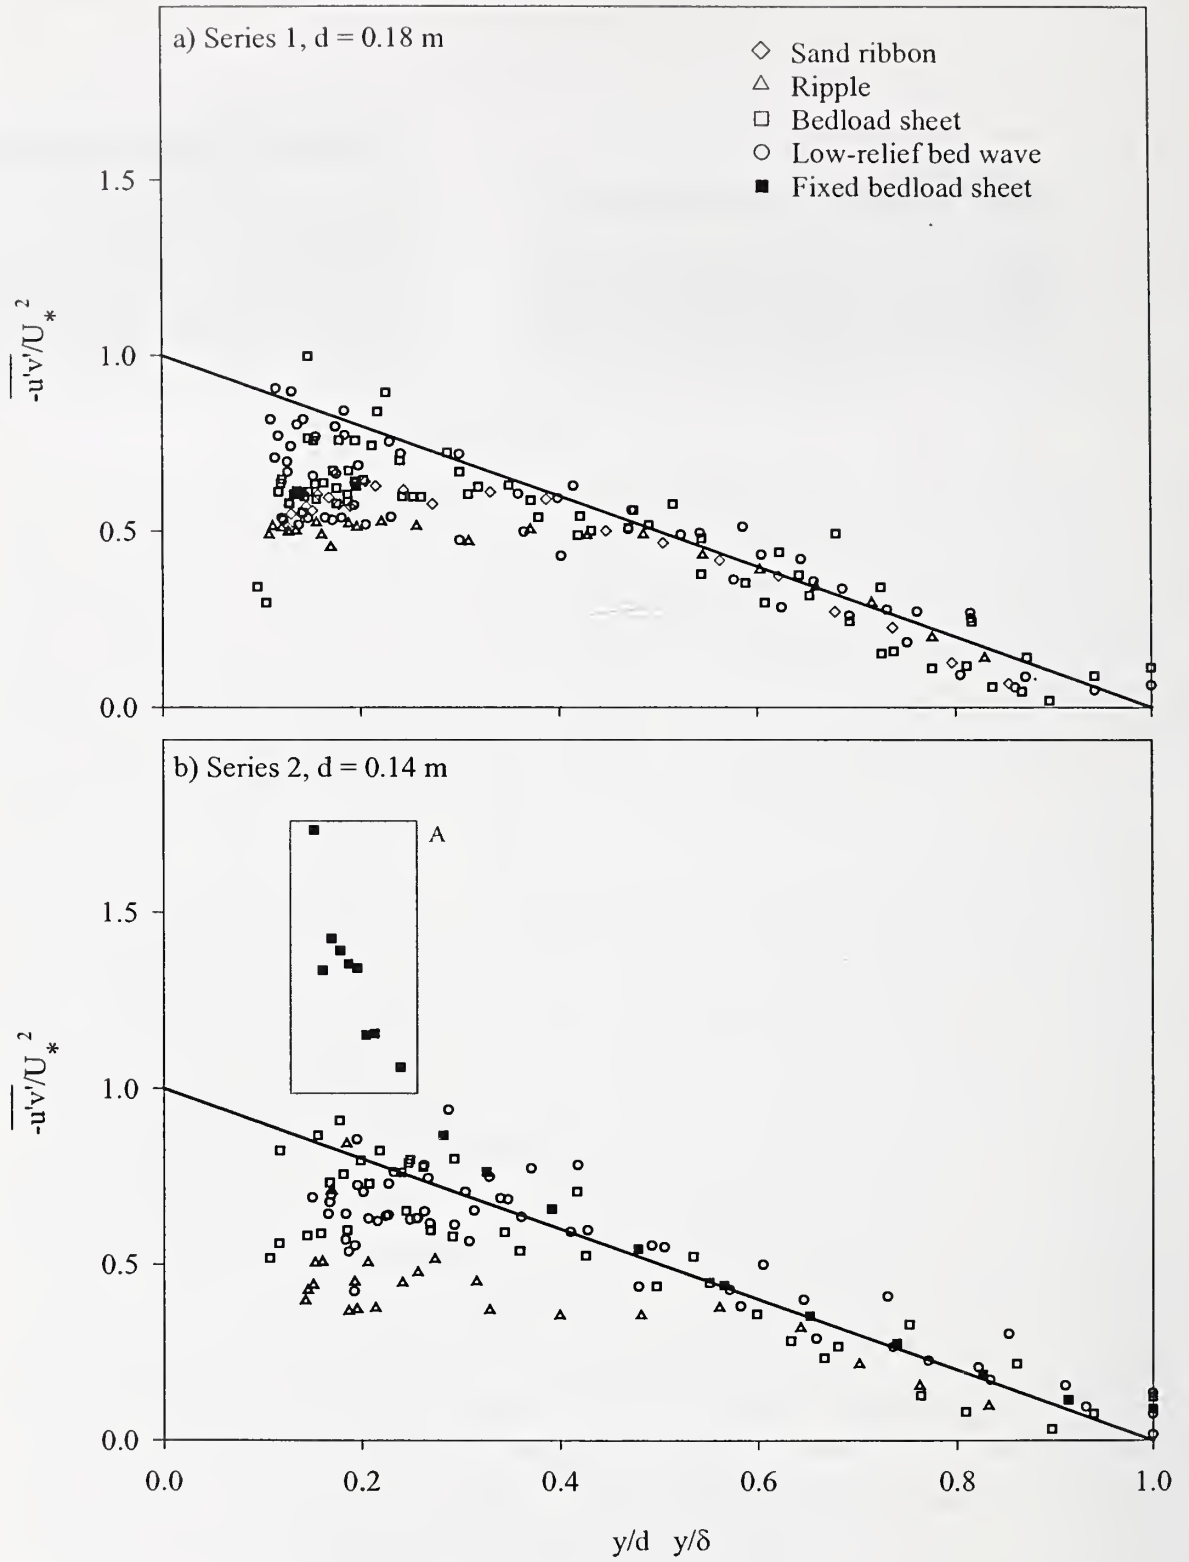 a) Series 1, d = 0.18 m
Sand ribbon
Ripple
Bedload sheet
Low-relief bed wave
Fixed bedload sheet
1.5
1.0
0.5
0.0
-u'v'/U*²
b) Series 2, d = 0.14 m
A
1.5
1.0
0.5
0.0
-u'v'/U*²
0.0 0.2 0.4 0.6 0.8 1.0
y/d y/δ